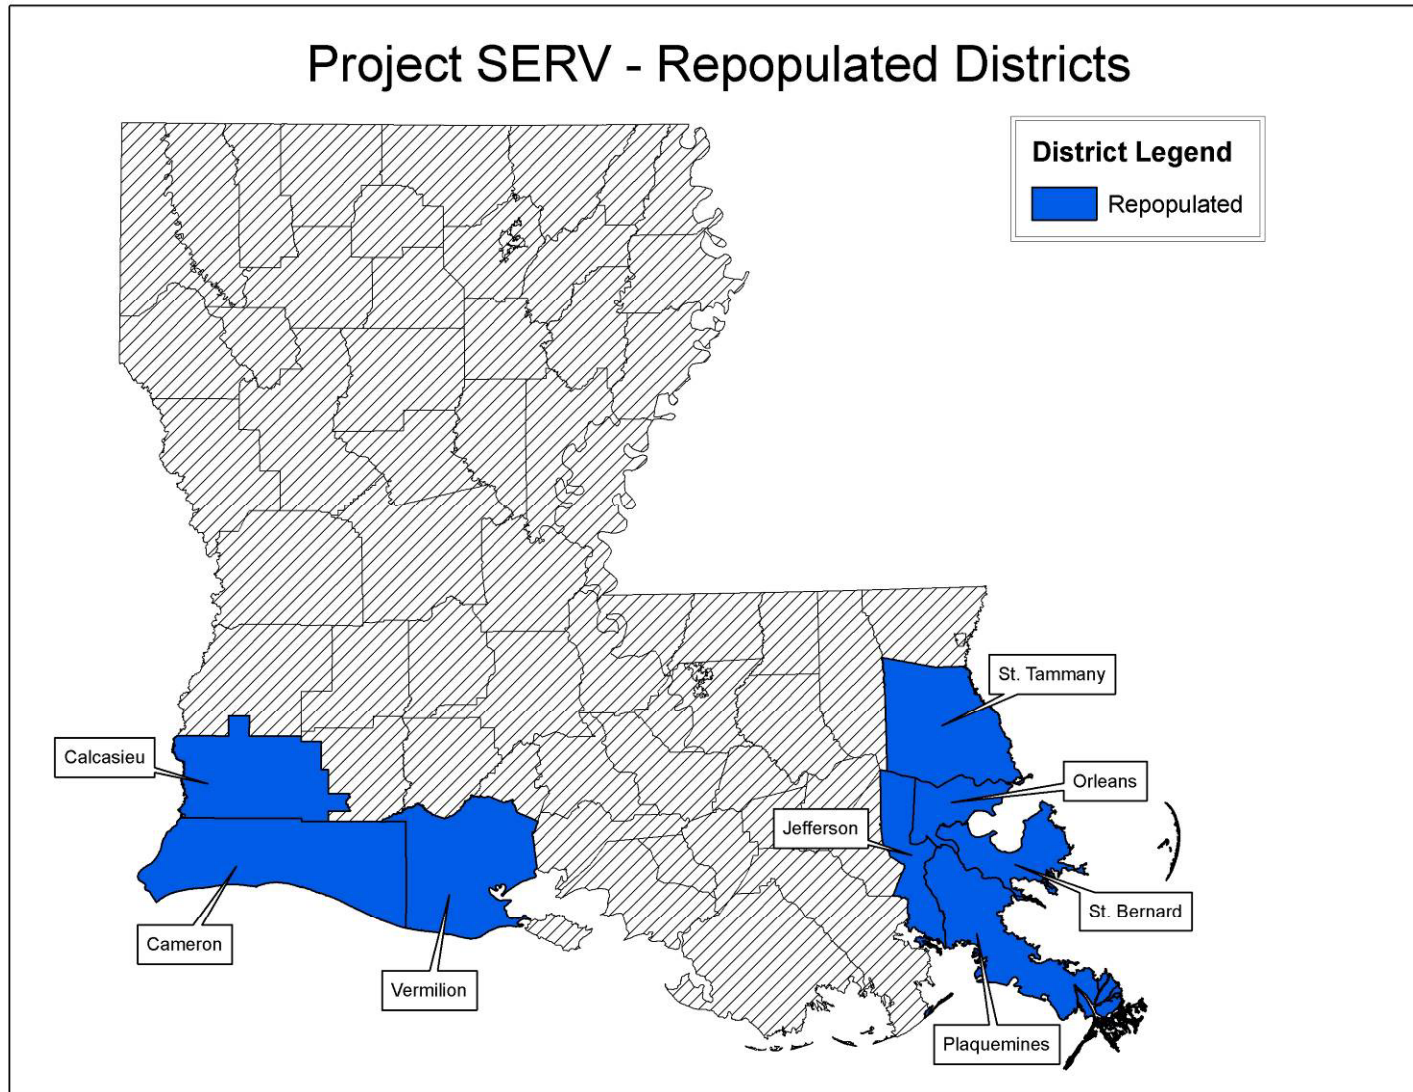 Project SERV - Repopulated Districts
District Legend
Repopulated
St. Tammany
Calcasieu
Orleans
Jefferson
St. Bernard
Cameron
Vermilion
Plaquemines